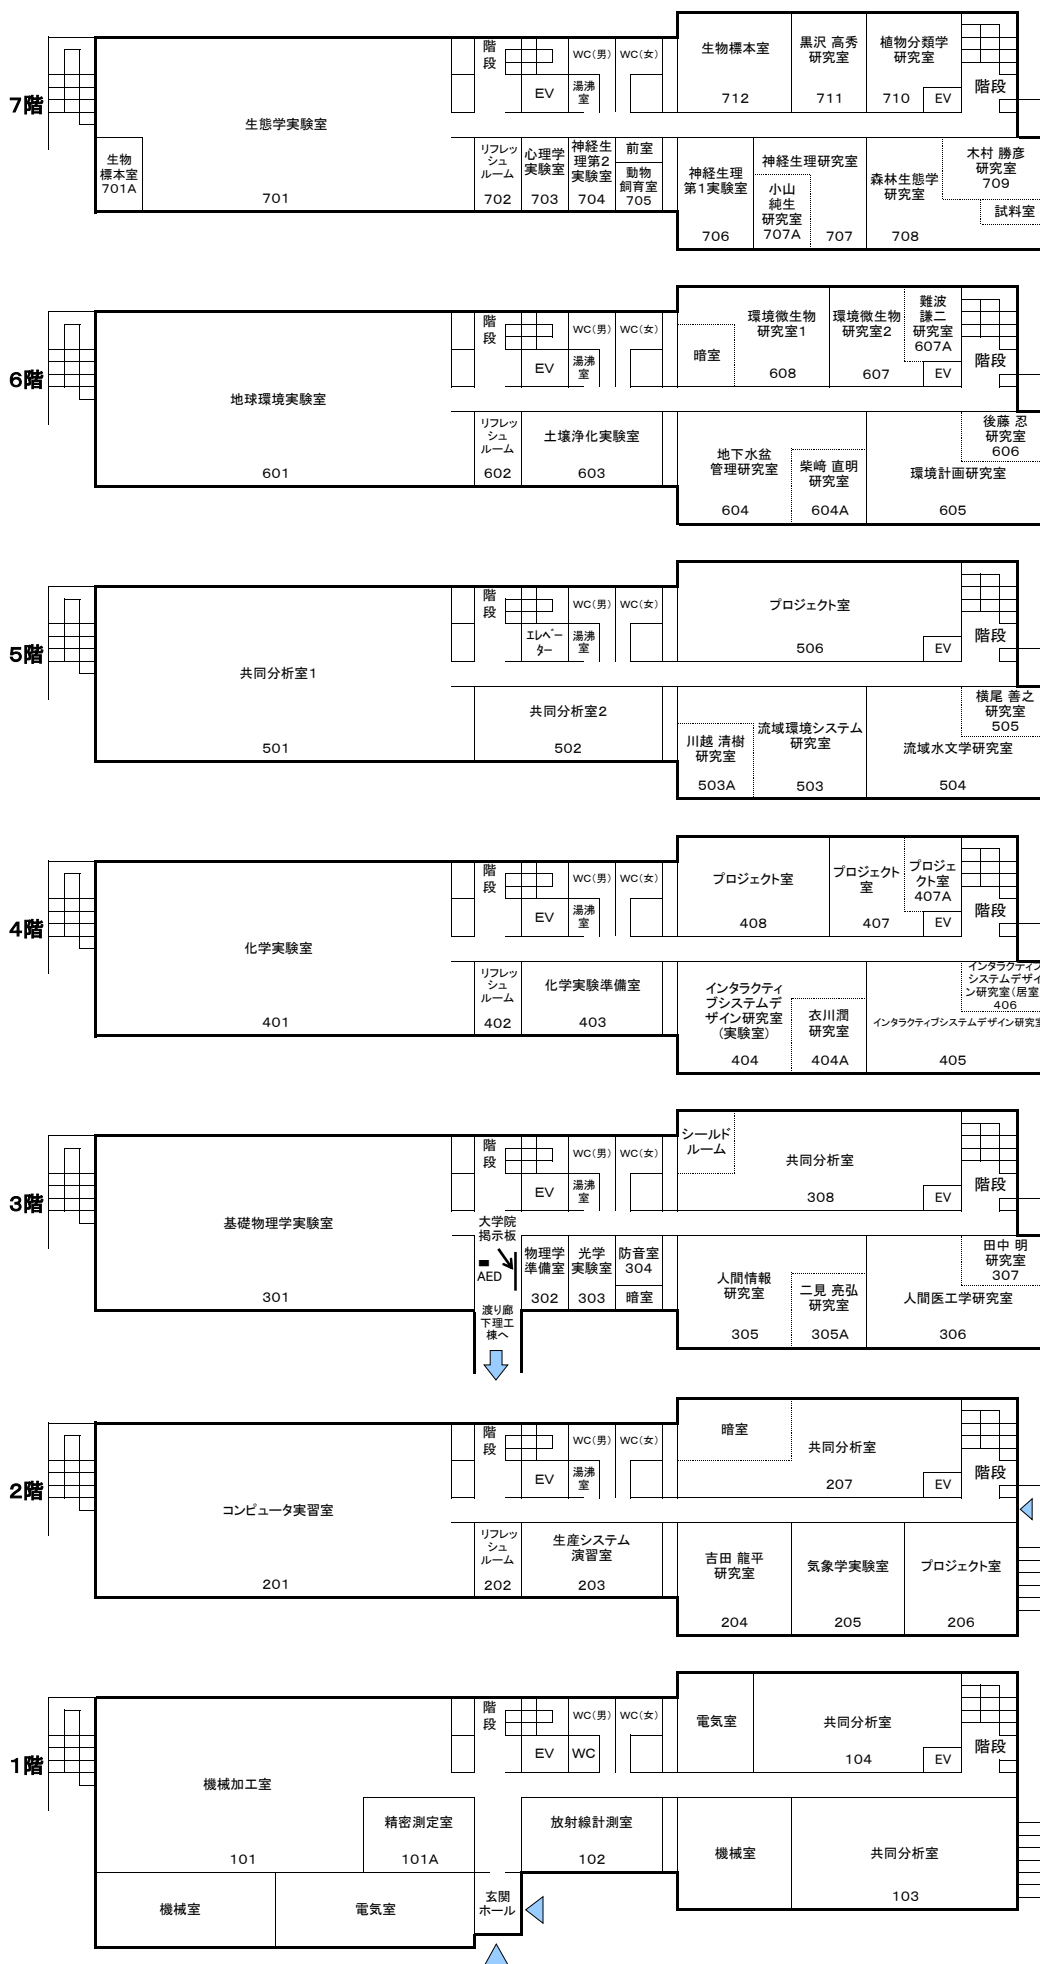 7階
階
段
WC(男)
WC(女)
EV
湯沸
室
生物標本室
712
黒沢 高秀
研究室
711
植物分類学
研究室
710
EV
階段
生態学実験室
701
生物
標本室
701A
リフレッ
シュ
ルーム
702
心理学
実験室
703
神経生
理第2
実験室
704
前室
動物
飼育室
705
神経生理
第1実験室
706
神経生理研究室
小山
純生
研究室
707A
707
森林生態学
研究室
708
木村 勝彦
研究室
709
試料室
6階
階
段
WC(男)
WC(女)
EV
湯沸
室
暗室
環境微生物
研究室1
608
環境微生物
研究室2
607
難波
謙二
研究室
607A
EV
階段
地球環境実験室
601
リフレッ
シュ
ルーム
602
土壌浄化実験室
603
地下水盆
管理研究室
604
柴﨑 直明
研究室
604A
後藤 忍
研究室
606
環境計画研究室
605
5階
階
段
WC(男)
WC(女)
エレベー
ター
湯沸
室
プロジェクト室
506
EV
階段
共同分析室1
501
共同分析室2
502
川越 清樹
研究室
503A
流域環境システム
研究室
503
横尾 善之
研究室
505
流域水文学研究室
504
4階
階
段
WC(男)
WC(女)
EV
湯沸
室
プロジェクト室
408
プロジェクト
室
407
プロジェ
クト室
407A
EV
階段
化学実験室
401
リフレッ
シュ
ルーム
402
化学実験準備室
403
インタラクティ
ブシステムデ
ザイン研究室
(実験室)
404
衣川潤
研究室
404A
インタラクティブ
システムデザイ
ン研究室(居室
406
インタラクティブシステムデザイン研究室
405
3階
階
段
WC(男)
WC(女)
EV
湯沸
室
シールド
ルーム
共同分析室
308
EV
階段
基礎物理学実験室
301
大学院
掲示板
AED
渡り廊
下理工
棟へ
物理学
準備室
302
光学
実験室
303
防音室
304
暗室
人間情報
研究室
305
二見 亮弘
研究室
305A
田中 明
研究室
307
人間医工学研究室
306
2階
階
段
WC(男)
WC(女)
EV
湯沸
室
暗室
共同分析室
207
EV
階段
コンピュータ実習室
201
リフレッ
シュ
ルーム
202
生産システム
演習室
203
吉田 龍平
研究室
204
気象学実験室
205
プロジェクト室
206
1階
階
段
WC(男)
WC(女)
EV
WC
電気室
共同分析室
104
EV
階段
機械加工室
101
精密測定室
101A
放射線計測室
102
機械室
共同分析室
103
機械室
電気室
玄関
ホール